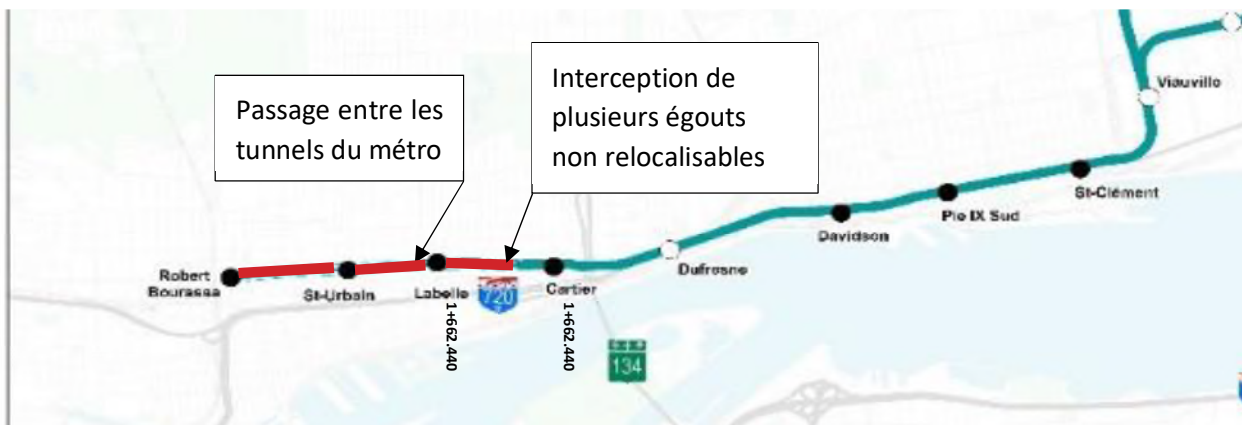 Passage entre les
tunnels du métro
Interception de
plusieurs égouts
non relocalisables
Viauville
St-Clément
Pie IX Sud
Davidson
Dufresne
Robert
Bourassa
St-Urbain
Labelle
720
Cartier
1+662.440
1+662.440
134